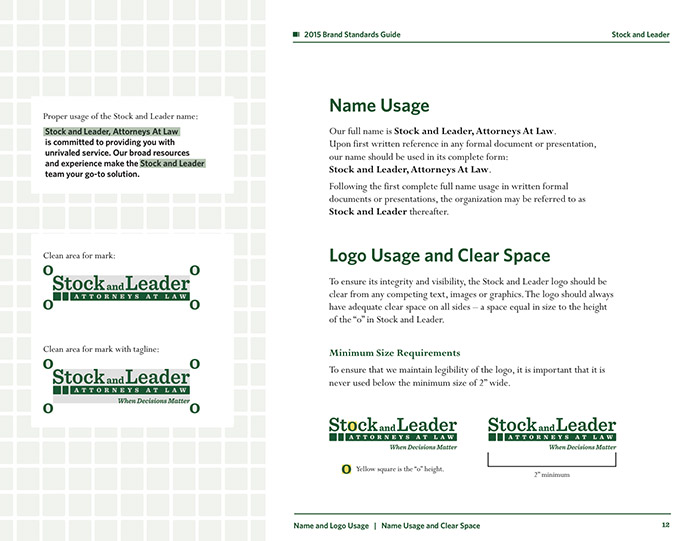 2015 Brand Standards Guide
Stock and Leader
Proper usage of the Stock and Leader name:
Stock and Leader, Attorneys At Law
is committed to providing you with
unrivaled service. Our broad resources
and experience make the Stock and Leader
team your go-to solution.
Clean area for mark:
O O
Stock and Leader
ATTORNEYS AT LAW
O O
Clean area for mark with tagline:
O O
Stock and Leader
ATTORNEYS AT LAW
When Decisions Matter
O O
Name Usage
Our full name is Stock and Leader, Attorneys At Law.
Upon first written reference in any formal document or presentation,
our name should be used in its complete form:
Stock and Leader, Attorneys At Law.
Following the first complete full name usage in written formal
documents or presentations, the organization may be referred to as
Stock and Leader thereafter.
Logo Usage and Clear Space
To ensure its integrity and visibility, the Stock and Leader logo should be
clear from any competing text, images or graphics. The logo should always
have adequate clear space on all sides – a space equal in size to the height
of the “o” in Stock and Leader.
Minimum Size Requirements
To ensure that we maintain legibility of the logo, it is important that it is
never used below the minimum size of 2” wide.
Stock and Leader
ATTORNEYS AT LAW
When Decisions Matter
O Yellow square is the “o” height.
Stock and Leader
ATTORNEYS AT LAW
When Decisions Matter
2” minimum
Name and Logo Usage | Name Usage and Clear Space
12